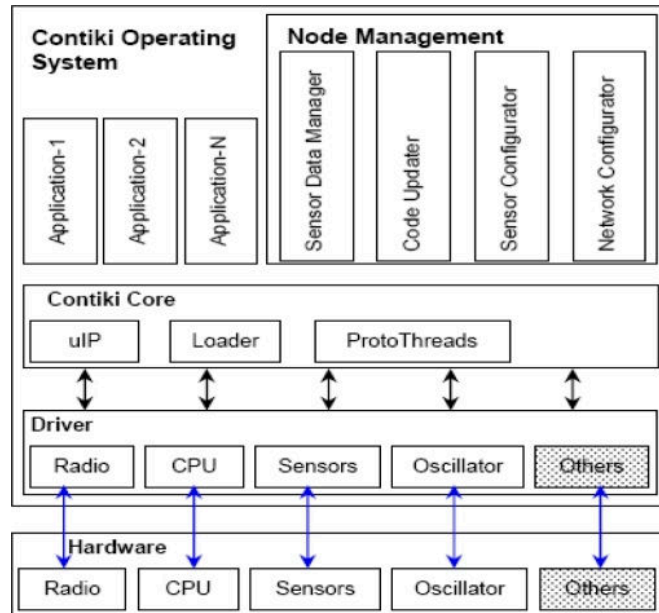 Contiki Operating
System
Node Management
Application-1
Application-2
Application-N
Sensor Data Manager
Code Updater
Sensor Configurator
Network Configurator
Contiki Core
uIP
Loader
ProtoThreads
Driver
Radio
CPU
Sensors
Oscillator
Others
Hardware
Radio
CPU
Sensors
Oscillator
Others